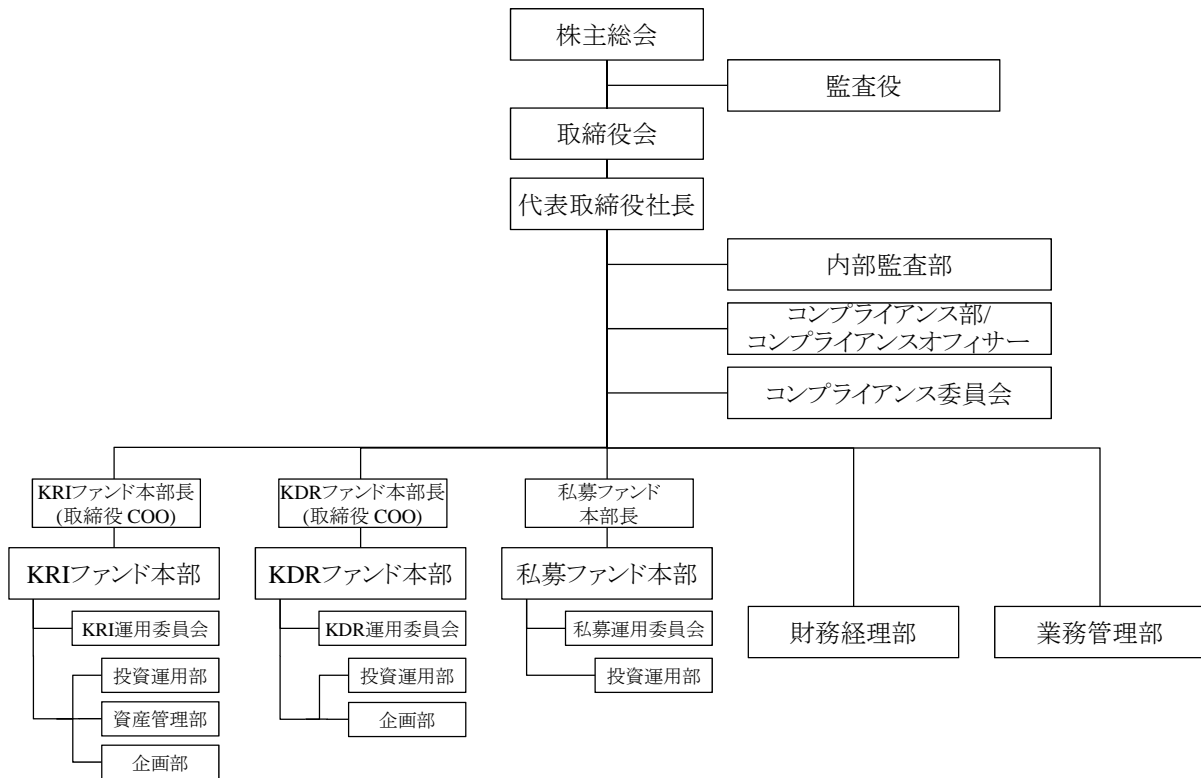 株主総会
監査役
取締役会
代表取締役社長
内部監査部
コンプライアンス部/
コンプライアンスオフィサー
コンプライアンス委員会
KRIファンド本部長
(取締役 COO)
KDRファンド本部長
(取締役 COO)
私募ファンド
本部長
KRIファンド本部
KDRファンド本部
私募ファンド本部
財務経理部
業務管理部
KRI運用委員会
KDR運用委員会
私募運用委員会
投資運用部
投資運用部
投資運用部
資産管理部
企画部
企画部